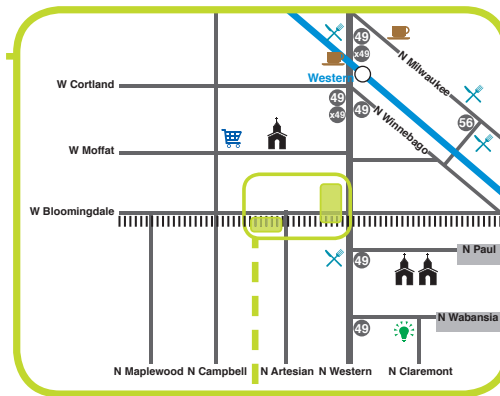 49
x49
N Milwaukee
Western
W Cortland
49
x49
49
N Winnebago
56
W Moffat
W Bloomingdale
49
N Paul
N Wabansia
49
N Maplewood
N Campbell
N Artesian
N Western
N Claremont